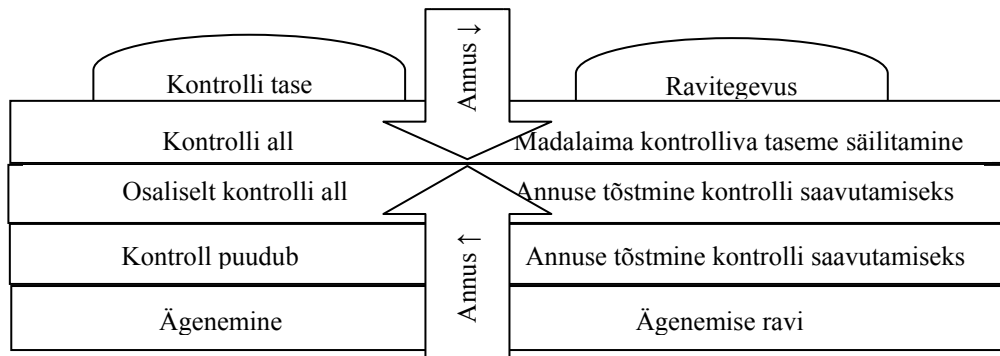 Annus ↓
Kontrolli tase
Ravitegevus
Kontrolli all
Madalaima kontrolliva taseme säilitamine
Osaliselt kontrolli all
Annuse tõstmine kontrolli saavutamiseks
Annus ↑
Kontroll puudub
Annuse tõstmine kontrolli saavutamiseks
Ägenemine
Ägenemise ravi